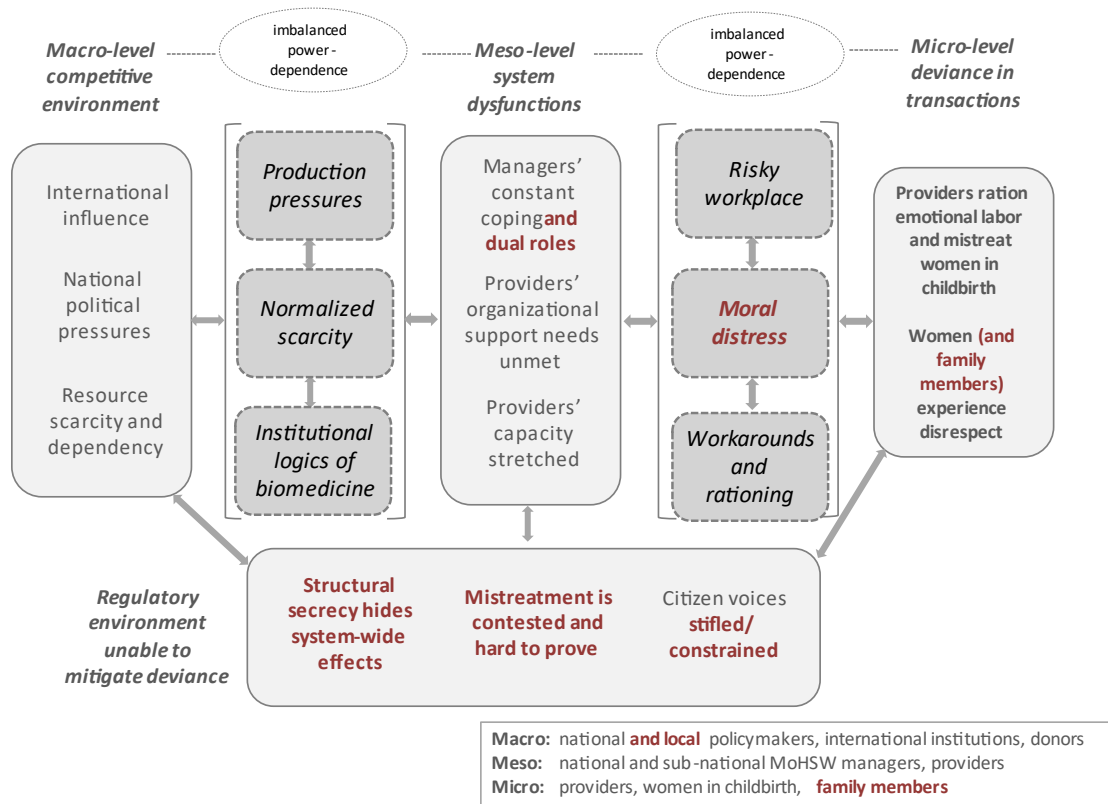 Macro-level
competitive
environment
imbalanced
power -
dependence
Meso-level
system
dysfunctions
imbalanced
power -
dependence
Micro-level
deviance in
transactions
International
influence
National
political
pressures
Resource
scarcity and
dependency
Production
pressures
Normalized
scarcity
Institutional
logics of
biomedicine
Managers’
constant
coping and
dual roles
Providers’
organizational
support needs
unmet
Providers’
capacity
stretched
Risky
workplace
Moral
distress
Workarounds
and
rationing
Providers ration
emotional labor
and mistreat
women in
childbirth
Women (and
family
members)
experience
disrespect
Regulatory
environment
unable to
mitigate deviance
Structural
secrecy hides
system-wide
effects
Mistreatment is
contested and
hard to prove
Citizen voices
stifled/
constrained
Macro: national and local policymakers, international institutions, donors
Meso: national and sub-national MoHSW managers, providers
Micro: providers, women in childbirth, family members